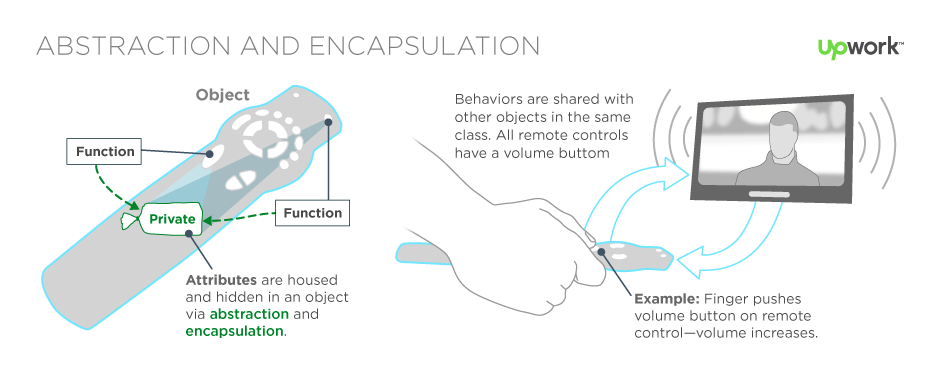 ABSTRACTION AND ENCAPSULATION
upwork™
Object
Function
Private
Function
Attributes are housed
and hidden in an object
via abstraction and
encapsulation.
Behaviors are shared with
other objects in the same
class. All remote controls
have a volume buttom
Example: Finger pushes
volume button on remote
control—volume increases.